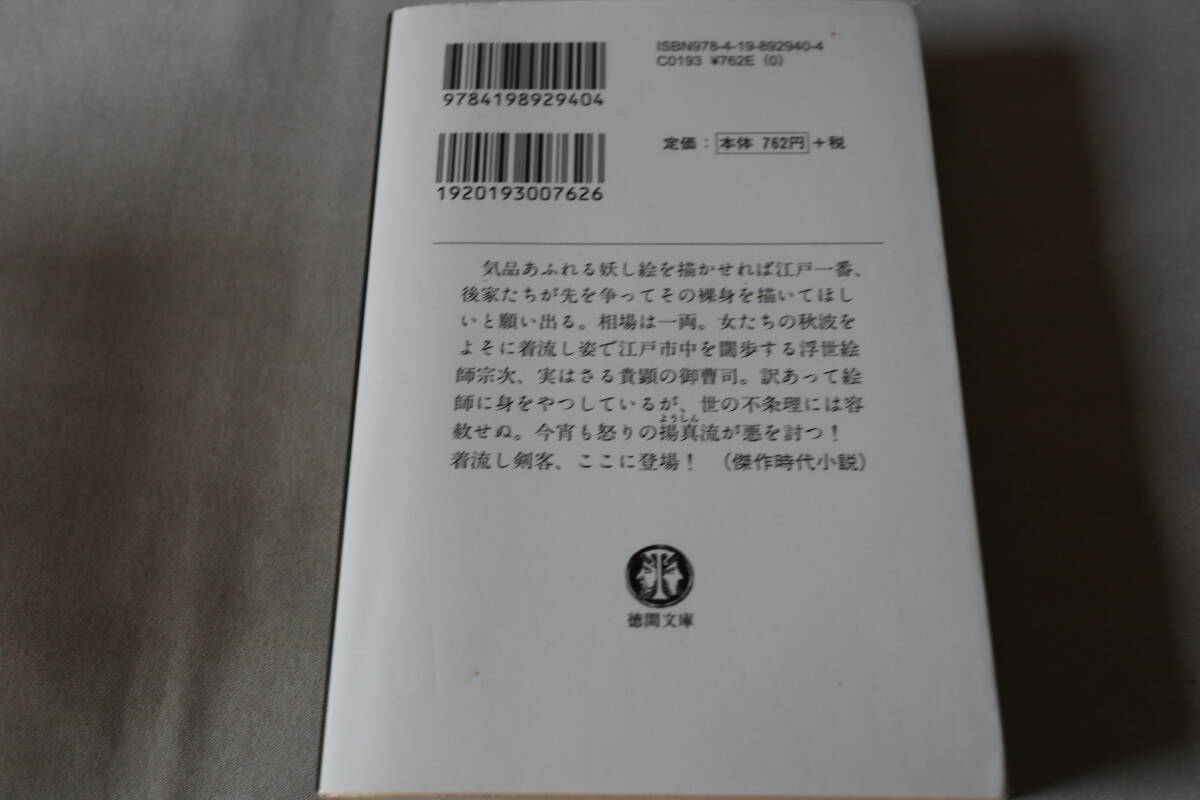 ISBN978-4-19-892940-4
C0193 ¥762E (0)
9784198929404
定価：本体 762円+税
1920193007626
気品あふれる妖し絵を描かせれば江戸一番、
後家たちが先を争ってその裸身を描いてほし
いと願い出る。相場は一両。女たちの秋波を
よそに着流し姿で江戸市中を闊歩する浮世絵
師宗次、実はさる貴顕の御曹司。訳あって絵
師に身をやつしているが、世の不条理には容
ようしん
赦せぬ。今宵も怒りの揚真流が悪を討つ！
着流し剣客、ここに登場！（傑作時代小説）
徳間文庫